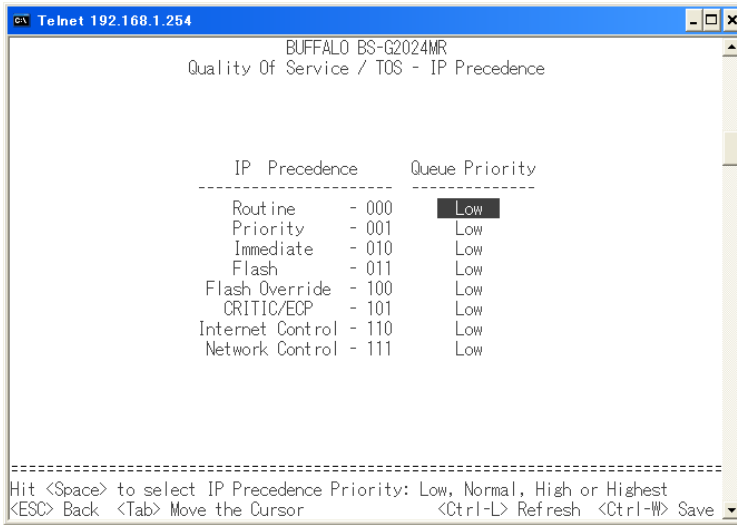 Telnet 192.168.1.254
BUFFALO BS-G2024MR
Quality Of Service / TOS - IP Precedence
IP Precedence Queue Priority
---------------------- --------------
Routine - 000 Low
Priority - 001 Low
Immediate - 010 Low
Flash - 011 Low
Flash Override - 100 Low
CRITIC/ECP - 101 Low
Internet Control - 110 Low
Network Control - 111 Low
================================================================================
Hit <Space> to select IP Precedence Priority: Low, Normal, High or Highest
<ESC> Back <Tab> Move the Cursor <Ctrl-L> Refresh <Ctrl-W> Save